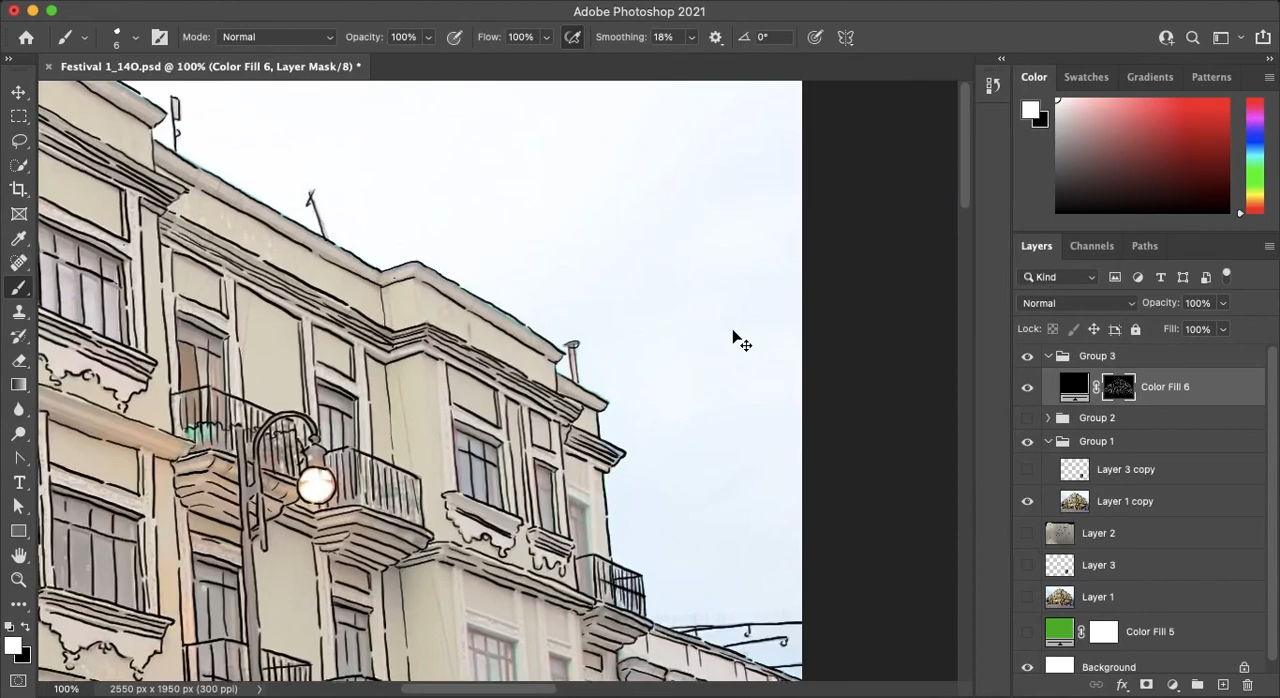 Adobe Photoshop 2021
6 Mode: Normal Opacity: 100% Flow: 100% Smoothing: 18% 0°
Festival 1_14O.psd @ 100% (Color Fill 6, Layer Mask/8) *
Color Swatches Gradients Patterns
Layers Channels Paths
Kind
Normal Opacity: 100%
Lock: Fill: 100%
Group 3
Color Fill 6
Group 2
Group 1
Layer 3 copy
Layer 1 copy
Layer 2
Layer 3
Layer 1
Color Fill 5
Background
100% 2550 px x 1950 px (300 ppi)